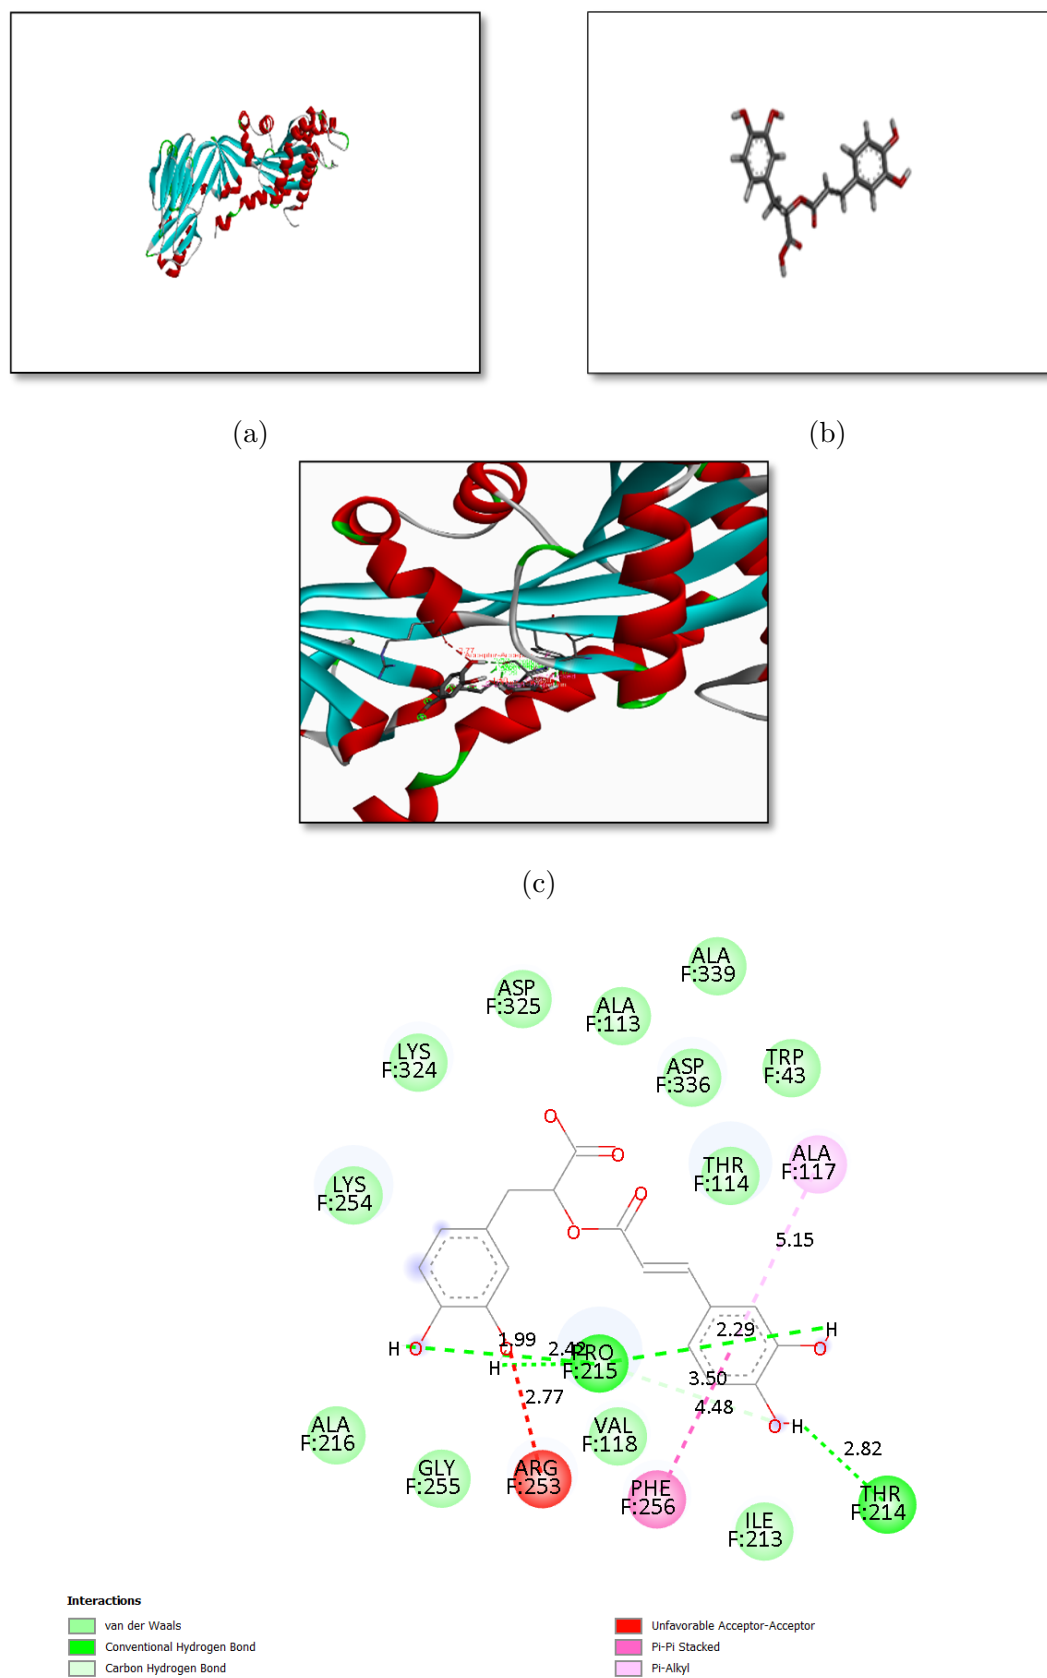 (a)
(b)
(c)
ALA
F:339
ASP
F:325
ALA
F:113
LYS
F:324
ASP
F:336
TRP
F:43
THR
F:114
ALA
F:117
LYS
F:254
O
O
O
O
5.15
H
O
1.99
O
H
2.42
PRO
F:215
2.29
H
O
3.50
4.48
2.77
O
H
2.82
ALA
F:216
GLY
F:255
ARG
F:253
VAL
F:118
PHE
F:256
ILE
F:213
THR
F:214
Interactions
van der Waals
Conventional Hydrogen Bond
Carbon Hydrogen Bond
Unfavorable Acceptor-Acceptor
Pi-Pi Stacked
Pi-Alkyl